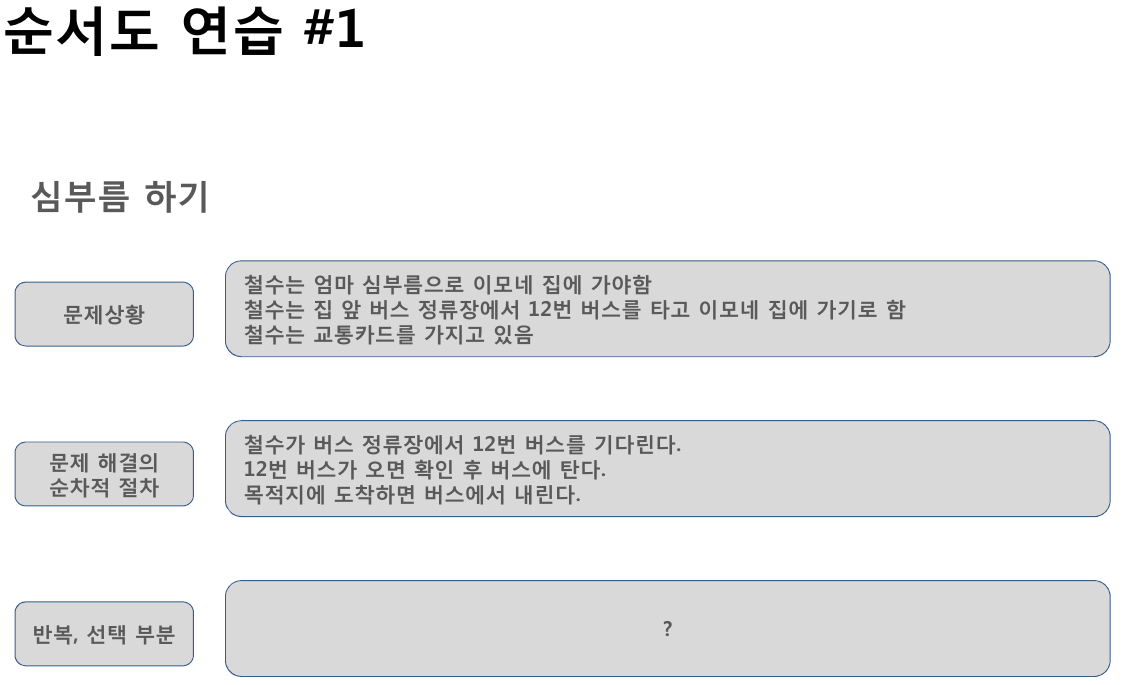 순서도 연습 #1
심부름 하기
문제상황
철수는 엄마 심부름으로 이모네 집에 가야함
철수는 집 앞 버스 정류장에서 12번 버스를 타고 이모네 집에 가기로 함
철수는 교통카드를 가지고 있음
문제 해결의
순차적 절차
철수가 버스 정류장에서 12번 버스를 기다린다.
12번 버스가 오면 확인 후 버스에 탄다.
목적지에 도착하면 버스에서 내린다.
반복, 선택 부분
?